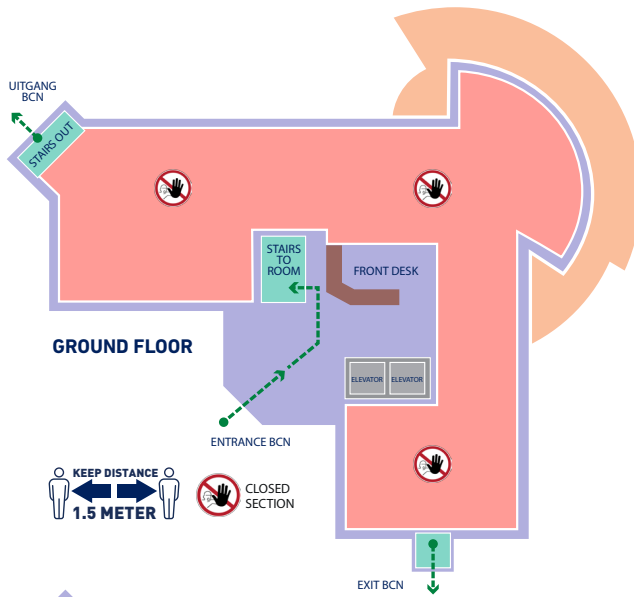 UITGANG
BCN
STAIRS OUT
STAIRS
TO
ROOM
FRONT DESK
GROUND FLOOR
ELEVATOR
ELEVATOR
ENTRANCE BCN
KEEP DISTANCE
1.5 METER
CLOSED
SECTION
EXIT BCN